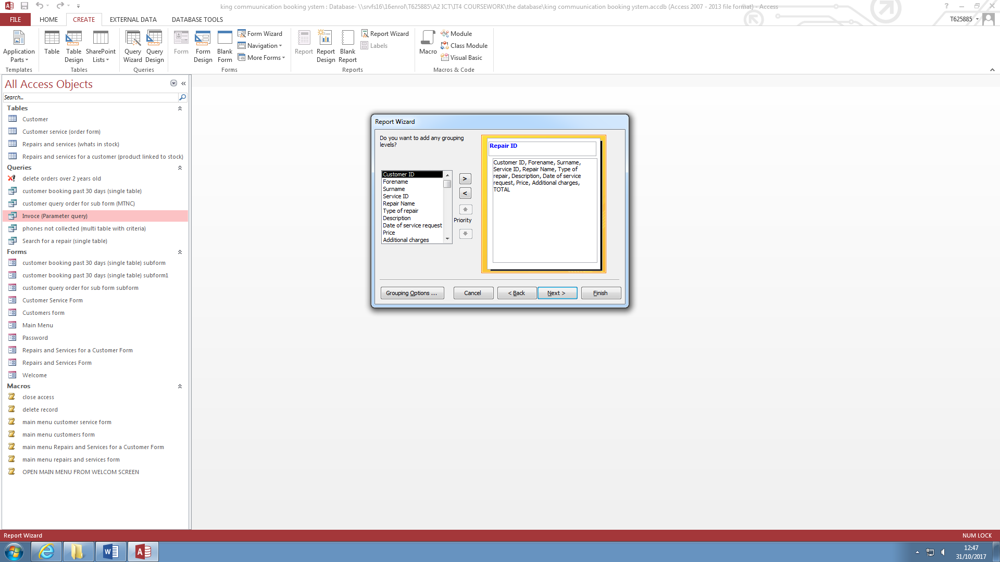 king commuunication booking ystem : Database- \\srvfs16\16enrol\T625885\A2 ICT\IT4 COURSEWORK\the database\king commuunication booking ystem.accdb (Access 2007 - 2013 file format) - Access
FILE HOME CREATE EXTERNAL DATA DATABASE TOOLS T625885
Application Parts
Table
Table Design
SharePoint Lists
Query Wizard
Query Design
Form
Form Design
Blank Form
Form Wizard
Navigation
More Forms
Report
Report Design
Blank Report
Report Wizard
Labels
Macro
Module
Class Module
Visual Basic
Templates Tables Queries Forms Reports Macros & Code
All Access Objects
Search...
Tables
Customer
Customer service (order form)
Repairs and services (whats in stock)
Repairs and services for a customer (product linked to stock)
Queries
delete orders over 2 years old
customer booking past 30 days (single table)
customer query order for sub form (MTNC)
Invoce (Parameter query)
phones not collected (multi table with criteria)
Search for a repair (single table)
Forms
customer booking past 30 days (single table) subform
customer booking past 30 days (single table) subform1
customer query order for sub form subform
Customer Service Form
Customers form
Main Menu
Password
Repairs and Services for a Customer Form
Repairs and Services Form
Welcome
Macros
close access
delete record
main menu customer service form
main menu customers form
main menu Repairs and Services for a Customer Form
main menu repairs and services form
OPEN MAIN MENU FROM WELCOM SCREEN
Report Wizard
Do you want to add any grouping
levels?
Customer ID
Forename
Surname
Service ID
Repair Name
Type of repair
Description
Date of service request
Price
Additional charges
>
<
Priority
Repair ID
Customer ID, Forename, Surname,
Service ID, Repair Name, Type of
repair, Description, Date of service
request, Price, Additional charges,
TOTAL
Grouping Options ... Cancel < Back Next > Finish
Report Wizard NUM LOCK
12:47
31/10/2017